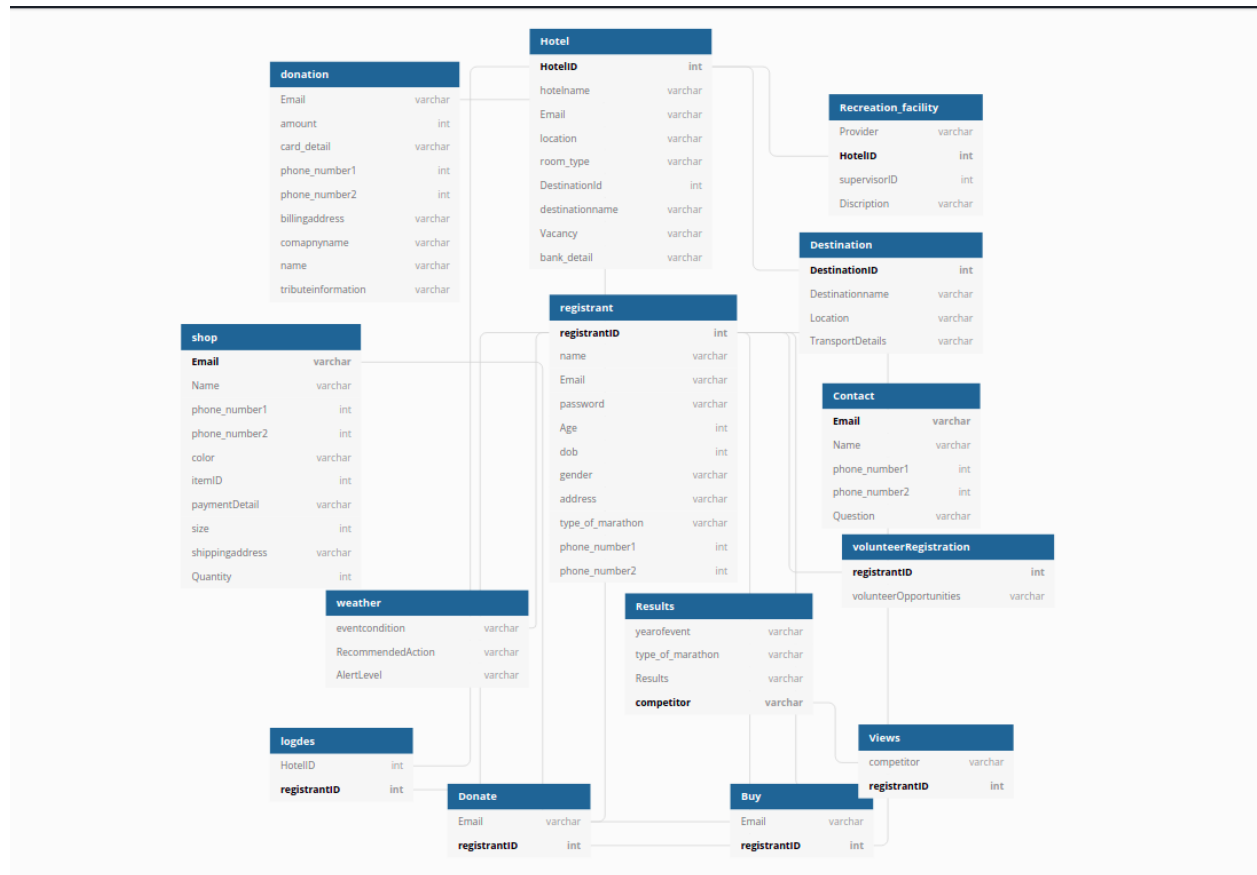 Hotel
HotelID int
hotelname varchar
Email varchar
location varchar
room_type varchar
DestinationId int
destinationname varchar
Vacancy varchar
bank_detail varchar
donation
Email varchar
amount int
card_detail varchar
phone_number1 int
phone_number2 int
billingaddress varchar
comapnyname varchar
name varchar
tributeinformation varchar
Recreation_facility
Provider varchar
HotelID int
supervisorID int
Discription varchar
Destination
DestinationID int
Destinationname varchar
Location varchar
TransportDetails varchar
registrant
registrantID int
name varchar
Email varchar
password varchar
Age int
dob int
gender varchar
address varchar
type_of_marathon varchar
phone_number1 int
phone_number2 int
shop
Email varchar
Name varchar
phone_number1 int
phone_number2 int
color varchar
itemID int
paymentDetail varchar
size int
shippingaddress varchar
Quantity int
Contact
Email varchar
Name varchar
phone_number1 int
phone_number2 int
Question varchar
volunteerRegistration
registrantID int
volunteerOpportunities varchar
weather
eventcondition varchar
RecommendedAction varchar
AlertLevel varchar
Results
yearofevent varchar
type_of_marathon varchar
Results varchar
competitor varchar
logdes
HotelID int
registrantID int
Views
competitor varchar
registrantID int
Donate
Email varchar
registrantID int
Buy
Email varchar
registrantID int